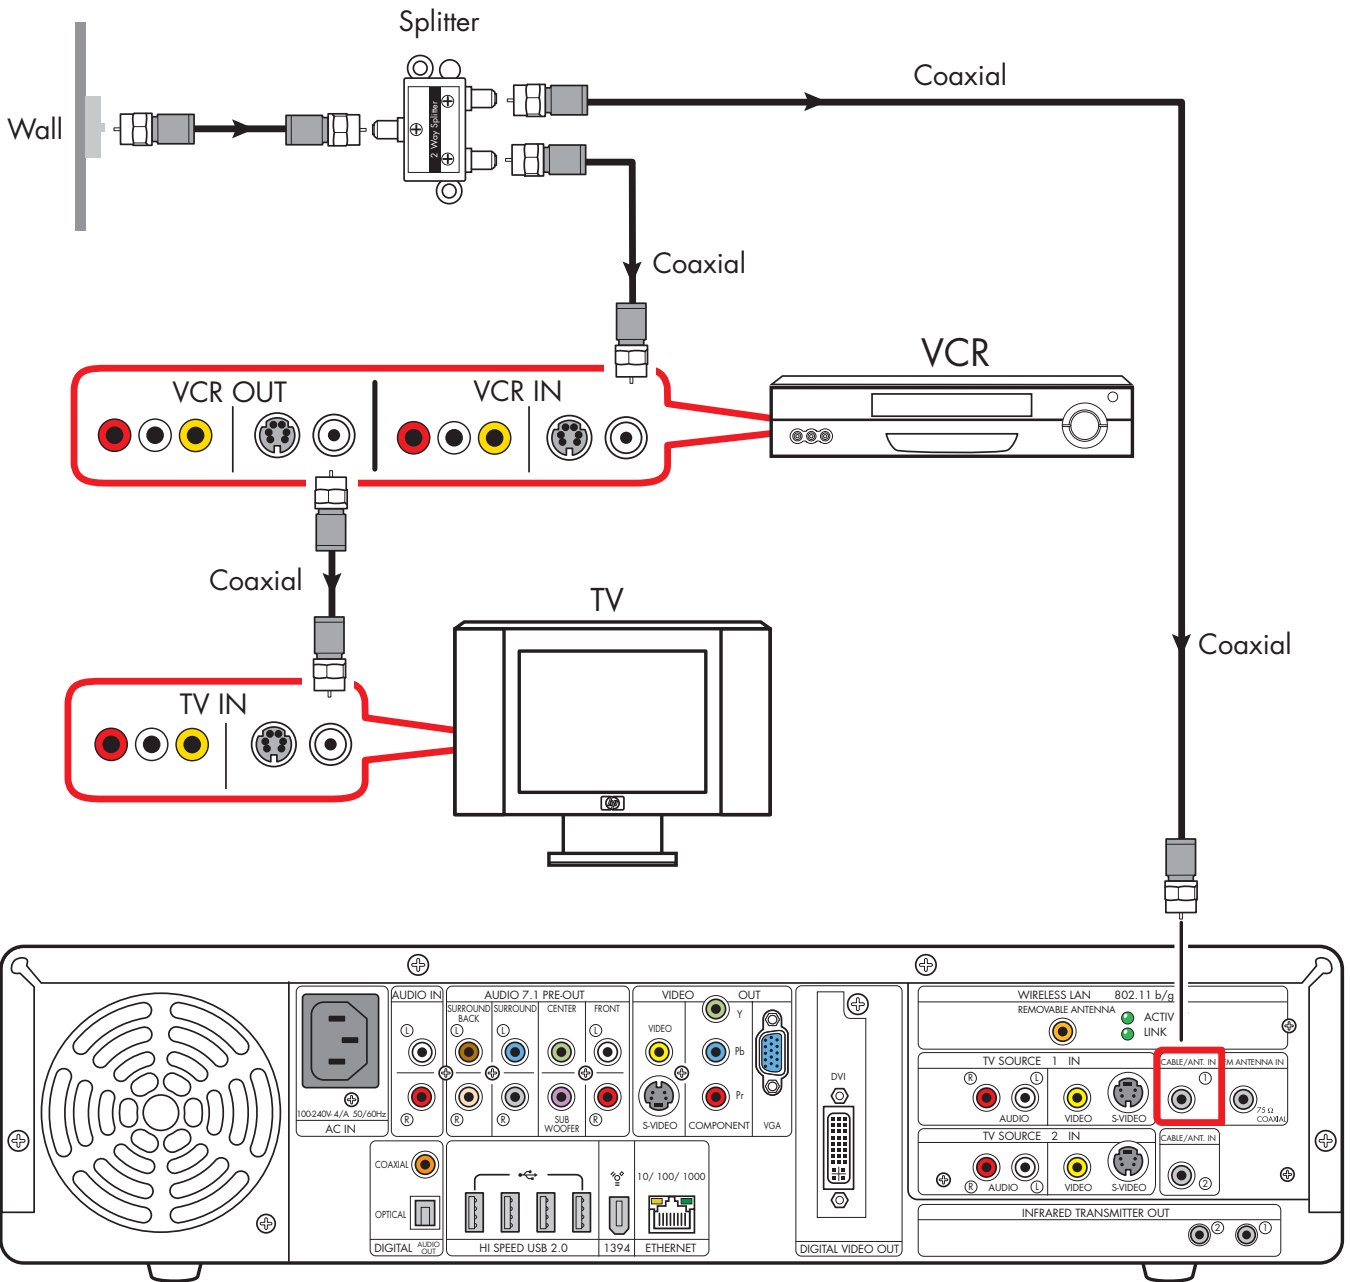 Splitter
Coaxial
Wall
2 Way Splitter
Coaxial
VCR
VCR OUT
VCR IN
Coaxial
TV
Coaxial
TV IN
hp
WIRELESS LAN 802.11 b/g
REMOVABLE ANTENNA
ACTIV
LINK
AUDIO IN
AUDIO 7.1 PRE-OUT
VIDEO OUT
SURROUND BACK
SURROUND
CENTER
FRONT
L
L
L
L
VIDEO
Y
Pb
Pr
DVI
TV SOURCE 1 IN
CABLE/ANT. IN
FM ANTENNA IN
R
L
1
R
R
R
R
SUB WOOFER
S-VIDEO
COMPONENT
VGA
AUDIO
VIDEO
S-VIDEO
75 Ω COAXIAL
100-240V- 4/A 50/60Hz
AC IN
TV SOURCE 2 IN
CABLE/ANT. IN
COAXIAL
10/ 100/ 1000
R
AUDIO
L
VIDEO
S-VIDEO
2
OPTICAL
INFRARED TRANSMITTER OUT
2
1
DIGITAL AUDIO OUT
HI SPEED USB 2.0
1394
ETHERNET
DIGITAL VIDEO OUT